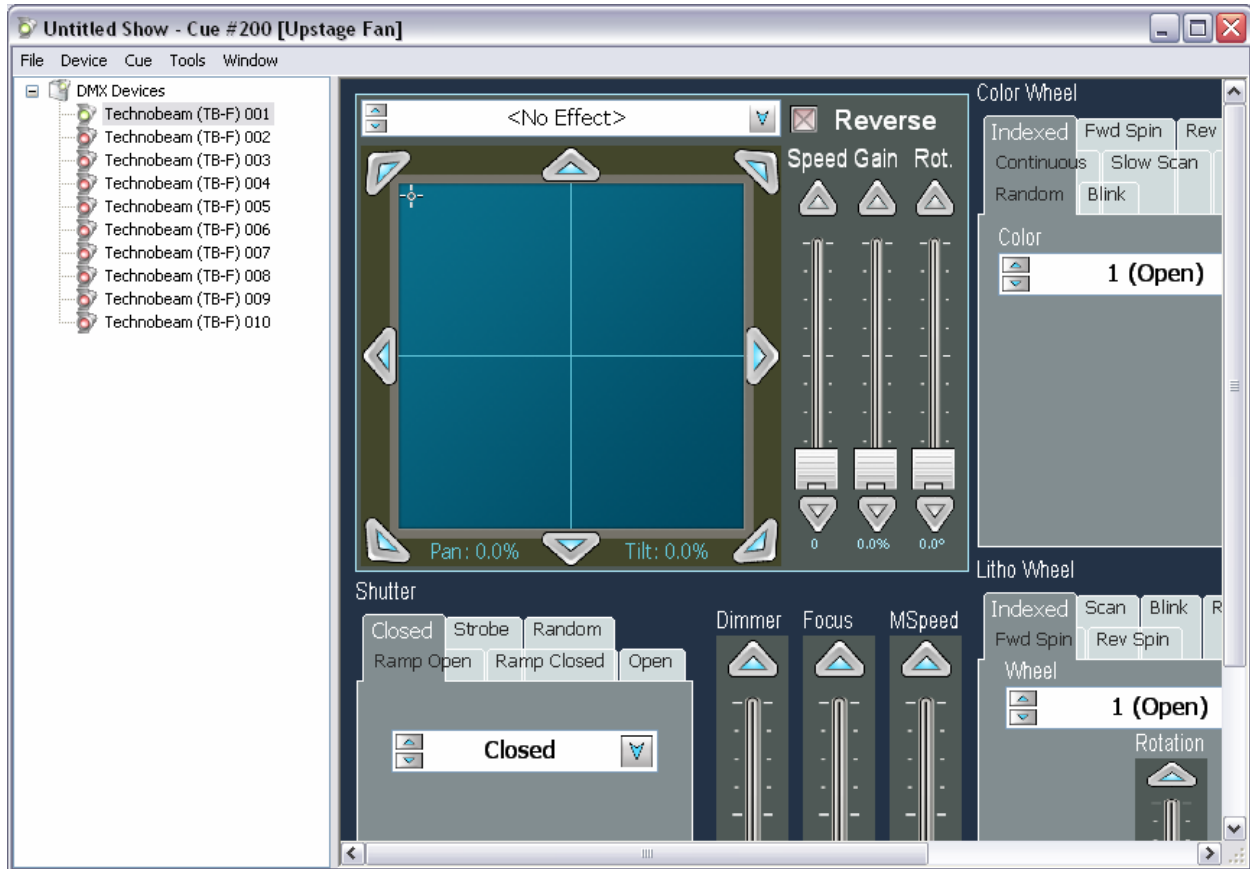 Untitled Show - Cue #200 [Upstage Fan]
File Device Cue Tools Window
DMX Devices
Technobeam (TB-F) 001
Technobeam (TB-F) 002
Technobeam (TB-F) 003
Technobeam (TB-F) 004
Technobeam (TB-F) 005
Technobeam (TB-F) 006
Technobeam (TB-F) 007
Technobeam (TB-F) 008
Technobeam (TB-F) 009
Technobeam (TB-F) 010
<No Effect>
Reverse
Speed Gain Rot.
0 0.0% 0.0°
Pan: 0.0% Tilt: 0.0%
Shutter
Closed Strobe Random
Ramp Open Ramp Closed Open
Closed
Dimmer Focus MSpeed
Color Wheel
Indexed Fwd Spin Rev
Continuous Slow Scan
Random Blink
Color
1 (Open)
Litho Wheel
Indexed Scan Blink R
Fwd Spin Rev Spin
Wheel
1 (Open)
Rotation